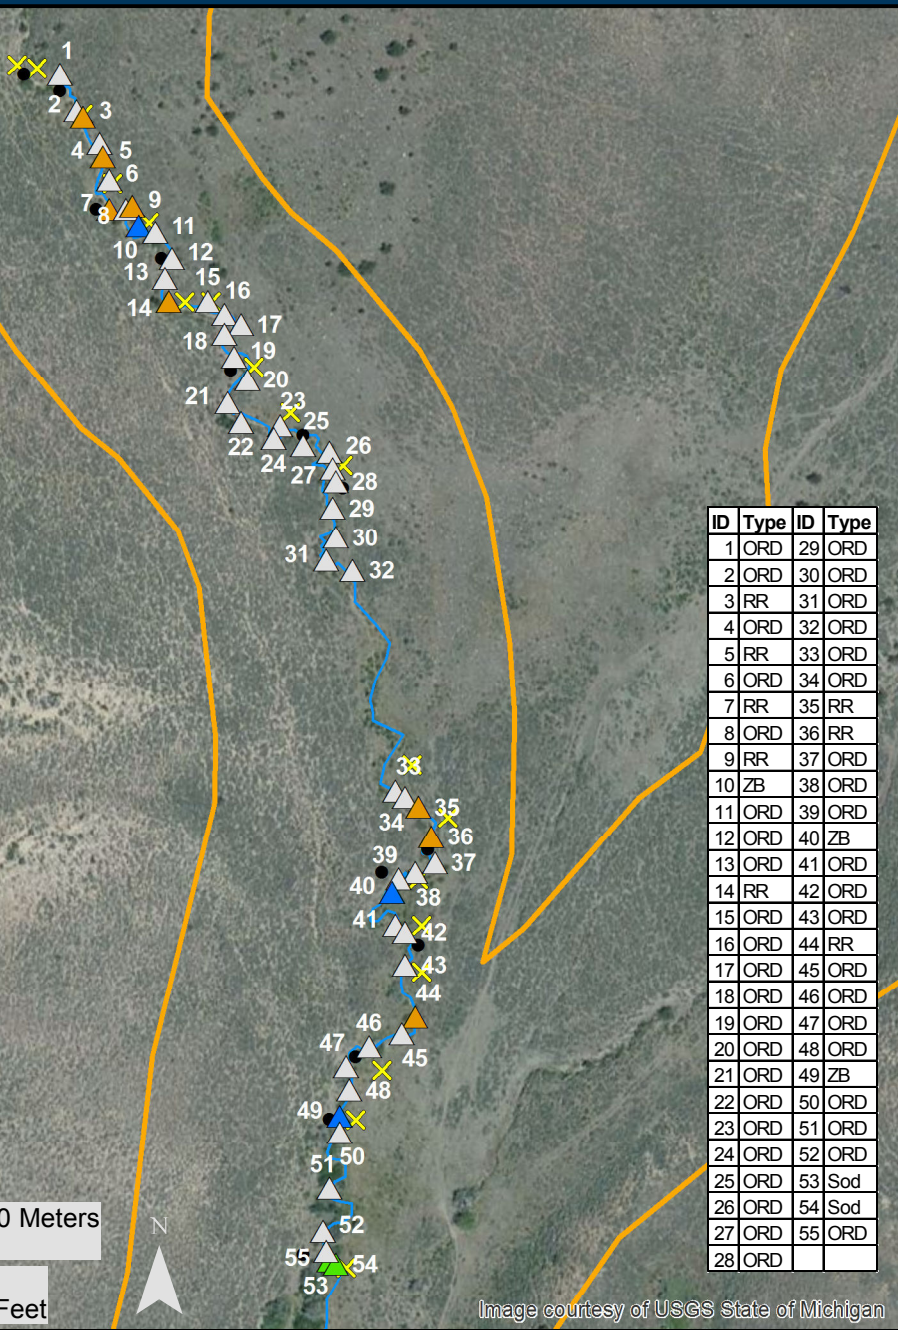 1
2
3
4
5
6
7
8
9
10
11
12
13
14
15
16
17
18
19
20
21
22
23
24
25
26
27
28
29
30
31
32
33
34
35
36
37
38
39
40
41
42
43
44
45
46
47
48
49
50
51
52
55
54
53
ID Type ID Type
1 ORD 29 ORD
2 ORD 30 ORD
3 RR 31 ORD
4 ORD 32 ORD
5 RR 33 ORD
6 ORD 34 ORD
7 RR 35 RR
8 ORD 36 RR
9 RR 37 ORD
10 ZB 38 ORD
11 ORD 39 ORD
12 ORD 40 ZB
13 ORD 41 ORD
14 RR 42 ORD
15 ORD 43 ORD
16 ORD 44 RR
17 ORD 45 ORD
18 ORD 46 ORD
19 ORD 47 ORD
20 ORD 48 ORD
21 ORD 49 ZB
22 ORD 50 ORD
23 ORD 51 ORD
24 ORD 52 ORD
25 ORD 53 Sod
26 ORD 54 Sod
27 ORD 55 ORD
28 ORD
0 Meters
N
Feet
Image courtesy of USGS State of Michigan